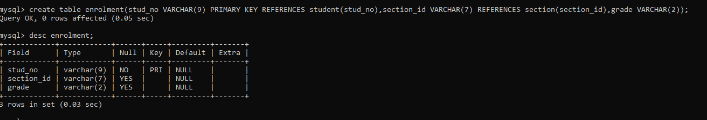 mysql> create table enrolment(stud_no VARCHAR(9) PRIMARY KEY REFERENCES student(stud_no),section_id VARCHAR(7) REFERENCES section(section_id),grade VARCHAR(2));
Query OK, 0 rows affected (0.05 sec)
mysql> desc enrolment;
+------------+------------+------+-----+---------+-------+
| Field      | Type       | Null | Key | Default | Extra |
+------------+------------+------+-----+---------+-------+
| stud_no    | varchar(9) | NO   | PRI | NULL    |       |
| section_id | varchar(7) | YES  |     | NULL    |       |
| grade      | varchar(2) | YES  |     | NULL    |       |
+------------+------------+------+-----+---------+-------+
3 rows in set (0.03 sec)